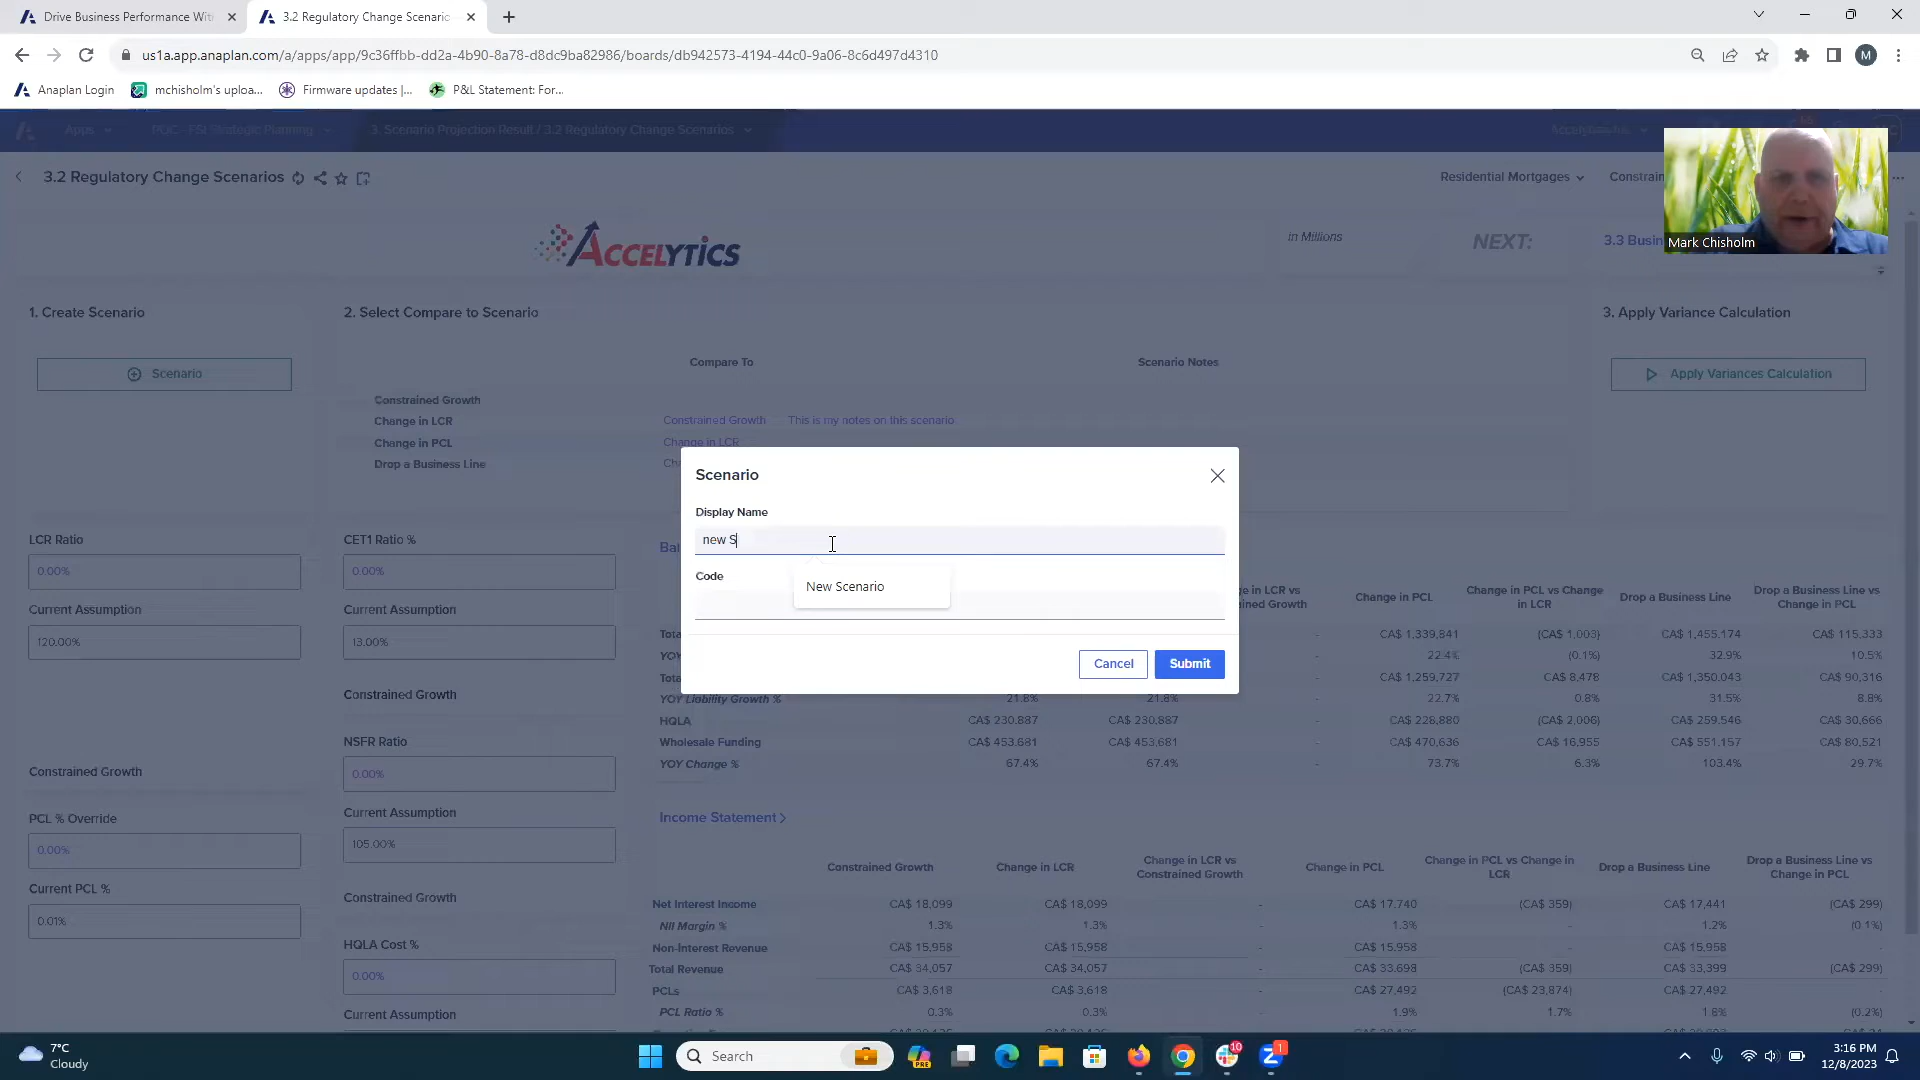 Drive Business Performance Wit
3.2 Regulatory Change Scenario
us1a.app.anaplan.com/a/apps/app/9c36ffbb-dd2a-4b90-8a78-d8dc9ba82986/boards/db942573-4194-44c0-9a06-8c6d497d4310
M
Anaplan Login
mchisholm's uploa...
Firmware updates |...
P&L Statement: For...
Apps
POC - FSI Strategic Planning
3. Scenario Projection Result / 3.2 Regulatory Change Scenarios
3.2 Regulatory Change Scenarios
Residential Mortgages
Constrain
Mark Chisholm
ACCELYTICS
in Millions
NEXT:
3.3 Busin
1. Create Scenario
2. Select Compare to Scenario
3. Apply Variance Calculation
Compare To
Scenario Notes
Scenario
Apply Variances Calculation
Constrained Growth
Change in LCR
Constrained Growth
This is my notes on this scenario
Change in PCL
Change in LCR
Drop a Business Line
Ch
Scenario
Display Name
new S
Code
New Scenario
Cancel
Submit
LCR Ratio
0.00%
Current Assumption
120.00%
Constrained Growth
PCL % Override
0.00%
Current PCL %
0.01%
CET1 Ratio %
0.00%
Current Assumption
13.00%
Constrained Growth
NSFR Ratio
0.00%
Current Assumption
105.00%
Constrained Growth
HQLA Cost %
0.00%
Current Assumption
Bal
ge in LCR vs
ained Growth
Change in PCL
Change in PCL vs Change
in LCR
Drop a Business Line
Drop a Business Line vs
Change in PCL
Tota
-
CA$ 1,339,841
(CA$ 1,003)
CA$ 1,455,174
CA$ 115,333
YOY
-
22.4%
(0.1%)
32.9%
10.5%
Tota
-
CA$ 1,259,727
CA$ 8,478
CA$ 1,350,043
CA$ 90,316
YOY Liability Growth %
21.8%
21.8%
-
22.7%
0.8%
31.5%
8.8%
HQLA
CA$ 230,887
CA$ 230,887
-
CA$ 228,880
(CA$ 2,006)
CA$ 259,546
CA$ 30,666
Wholesale Funding
CA$ 453,681
CA$ 453,681
-
CA$ 470,636
CA$ 16,955
CA$ 551,157
CA$ 80,521
YOY Change %
67.4%
67.4%
-
73.7%
6.3%
103.4%
29.7%
Income Statement
Constrained Growth
Change in LCR
Change in LCR vs
Constrained Growth
Change in PCL
Change in PCL vs Change in
LCR
Drop a Business Line
Drop a Business Line vs
Change in PCL
Net Interest Income
CA$ 18,099
CA$ 18,099
-
CA$ 17,740
(CA$ 359)
CA$ 17,441
(CA$ 299)
NII Margin %
1.3%
1.3%
-
1.3%
-
1.2%
(0.1%)
Non-Interest Revenue
CA$ 15,958
CA$ 15,958
-
CA$ 15,958
-
CA$ 15,958
-
Total Revenue
CA$ 34,057
CA$ 34,057
-
CA$ 33,698
(CA$ 359)
CA$ 33,399
(CA$ 299)
PCLs
CA$ 3,618
CA$ 3,618
-
CA$ 27,492
(CA$ 23,874)
CA$ 27,492
-
PCL Ratio %
0.3%
0.3%
-
1.9%
1.7%
1.6%
(0.2%)
7°C
Cloudy
Search
PRE
10
1
3:16 PM
12/8/2023